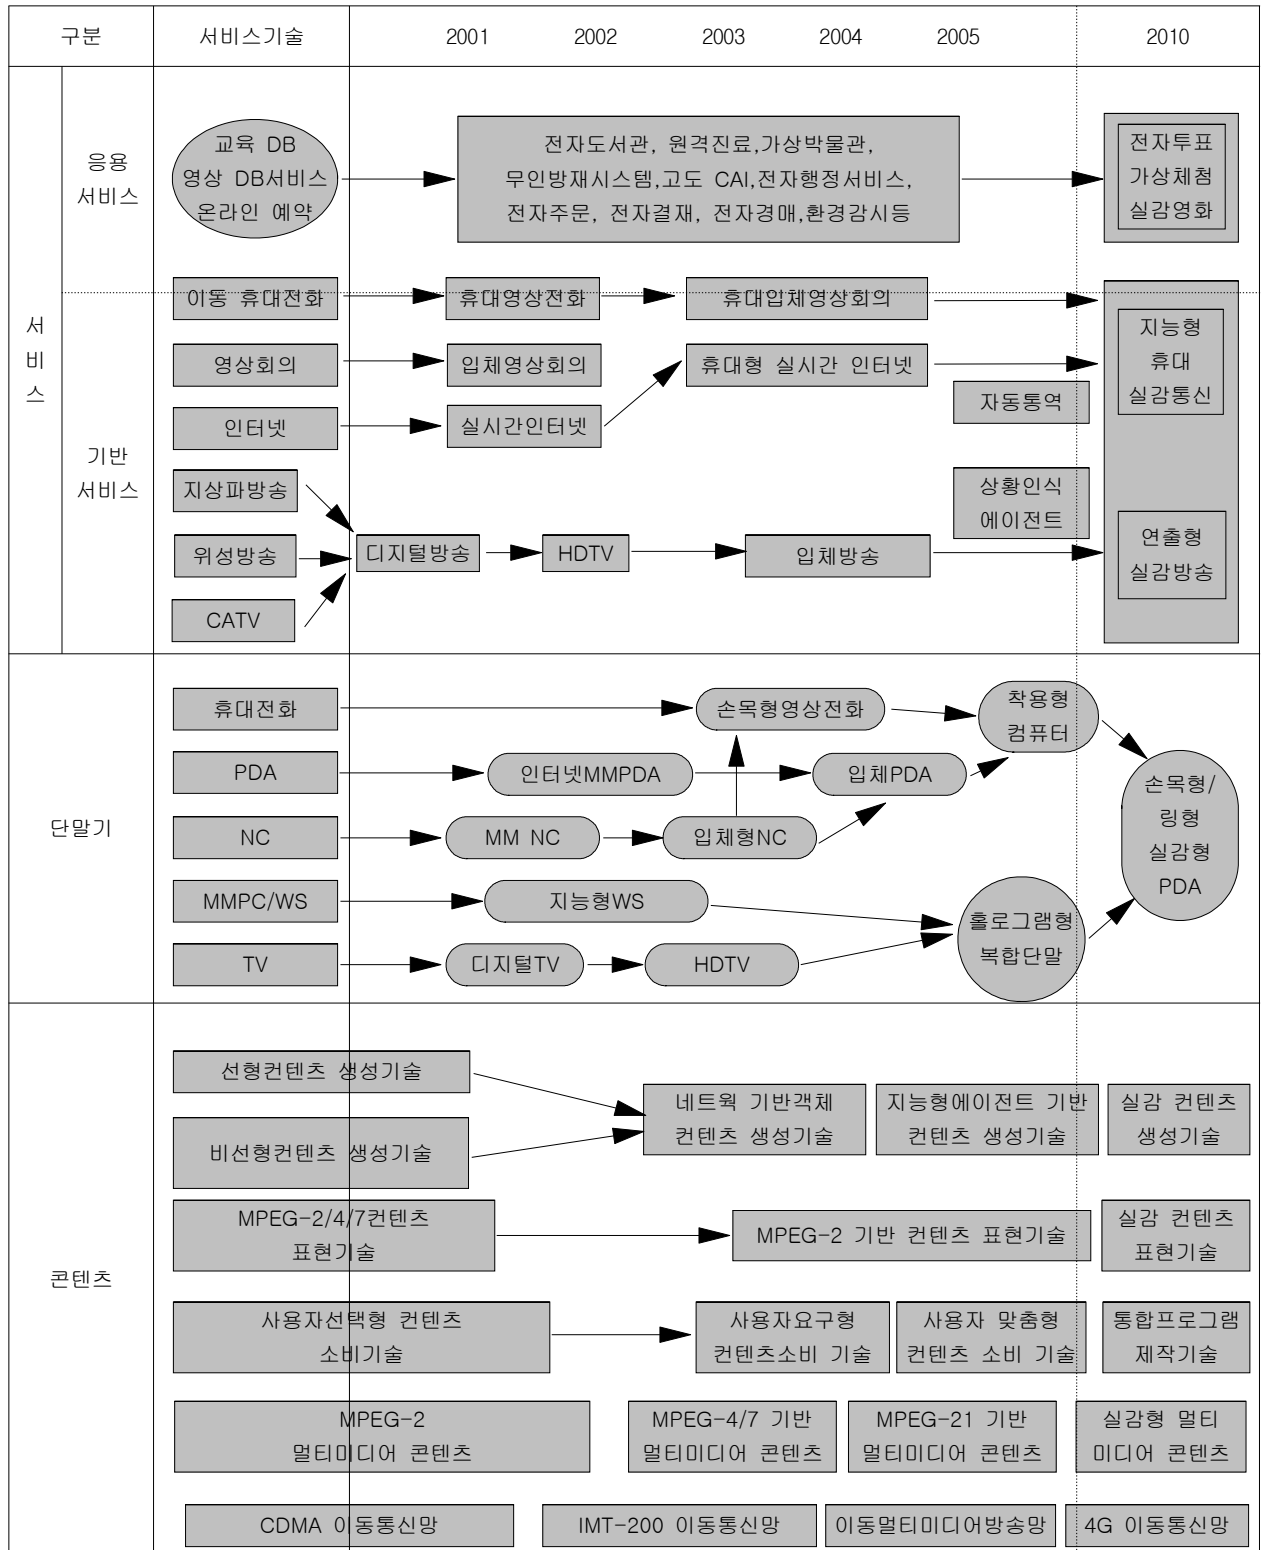 구분
서비스기술
2001
2002
2003
2004
2005
2010
서
비
스
응용
서비스
교육 DB
영상 DB서비스
온라인 예약
전자도서관, 원격진료,가상박물관,
무인방재시스템,고도 CAI,전자행정서비스,
전자주문, 전자결재, 전자경매,환경감시등
전자투표
가상체험
실감영화
기반
서비스
이동 휴대전화
휴대영상전화
휴대입체영상회의
영상회의
입체영상회의
휴대형 실시간 인터넷
지능형
휴대
실감통신
인터넷
실시간인터넷
자동통역
지상파방송
상황인식
에이전트
위성방송
디지털방송
HDTV
입체방송
연출형
실감방송
CATV
단말기
휴대전화
손목형영상전화
착용형
컴퓨터
PDA
인터넷MMPDA
입체PDA
손목형/
링형
실감형
PDA
NC
MM NC
입체형NC
MMPC/WS
지능형WS
홀로그램형
복합단말
TV
디지털TV
HDTV
콘텐츠
선형컨텐츠 생성기술
비선형컨텐츠 생성기술
네트웍 기반객체
컨텐츠 생성기술
지능형에이전트 기반
컨텐츠 생성기술
실감 컨텐츠
생성기술
MPEG-2/4/7컨텐츠
표현기술
MPEG-2 기반 컨텐츠 표현기술
실감 컨텐츠
표현기술
사용자선택형 컨텐츠
소비기술
사용자요구형
컨텐츠소비 기술
사용자 맞춤형
컨텐츠 소비 기술
통합프로그램
제작기술
MPEG-2
멀티미디어 콘텐츠
MPEG-4/7 기반
멀티미디어 콘텐츠
MPEG-21 기반
멀티미디어 콘텐츠
실감형 멀티
미디어 콘텐츠
CDMA 이동통신망
IMT-200 이동통신망
이동멀티미디어방송망
4G 이동통신망